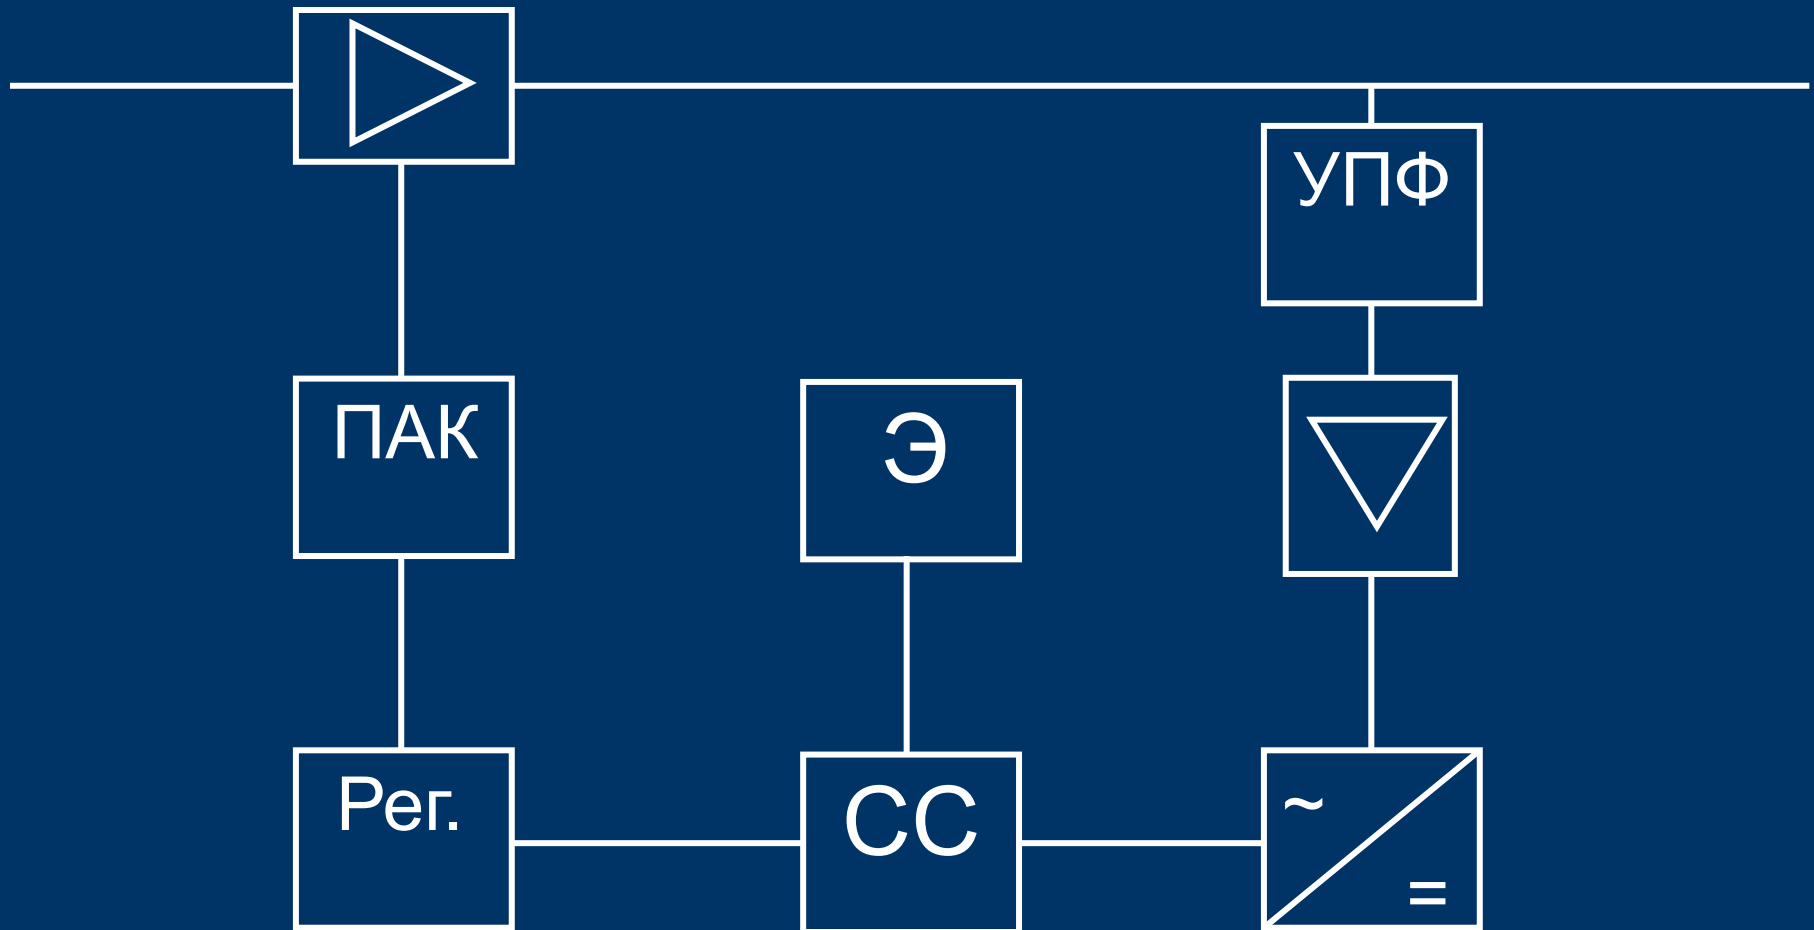 УПФ
ПАК
Э
Рег.
СС
~
=